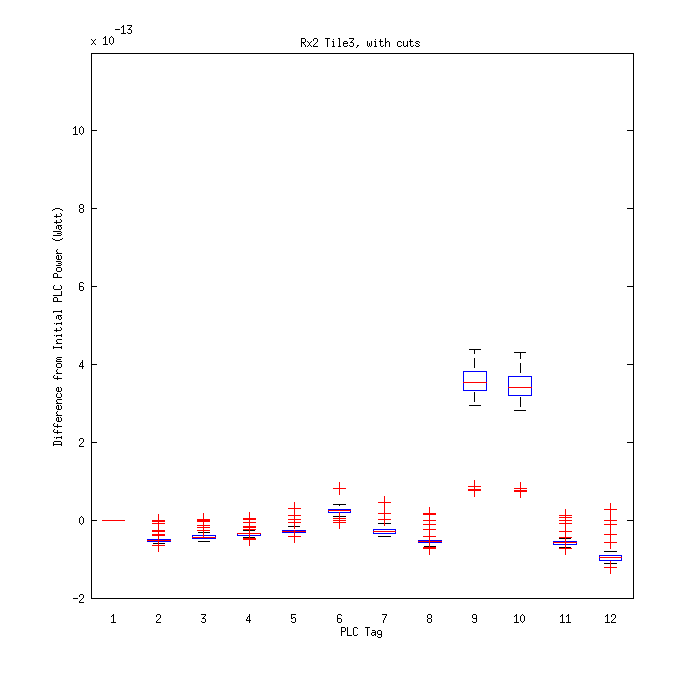 x 10-13
Rx2 Tile3, with cuts
Difference from Initial PLC Power (Watt)
10
8
6
4
2
0
-2
1 2 3 4 5 6 7 8 9 10 11 12
PLC Tag